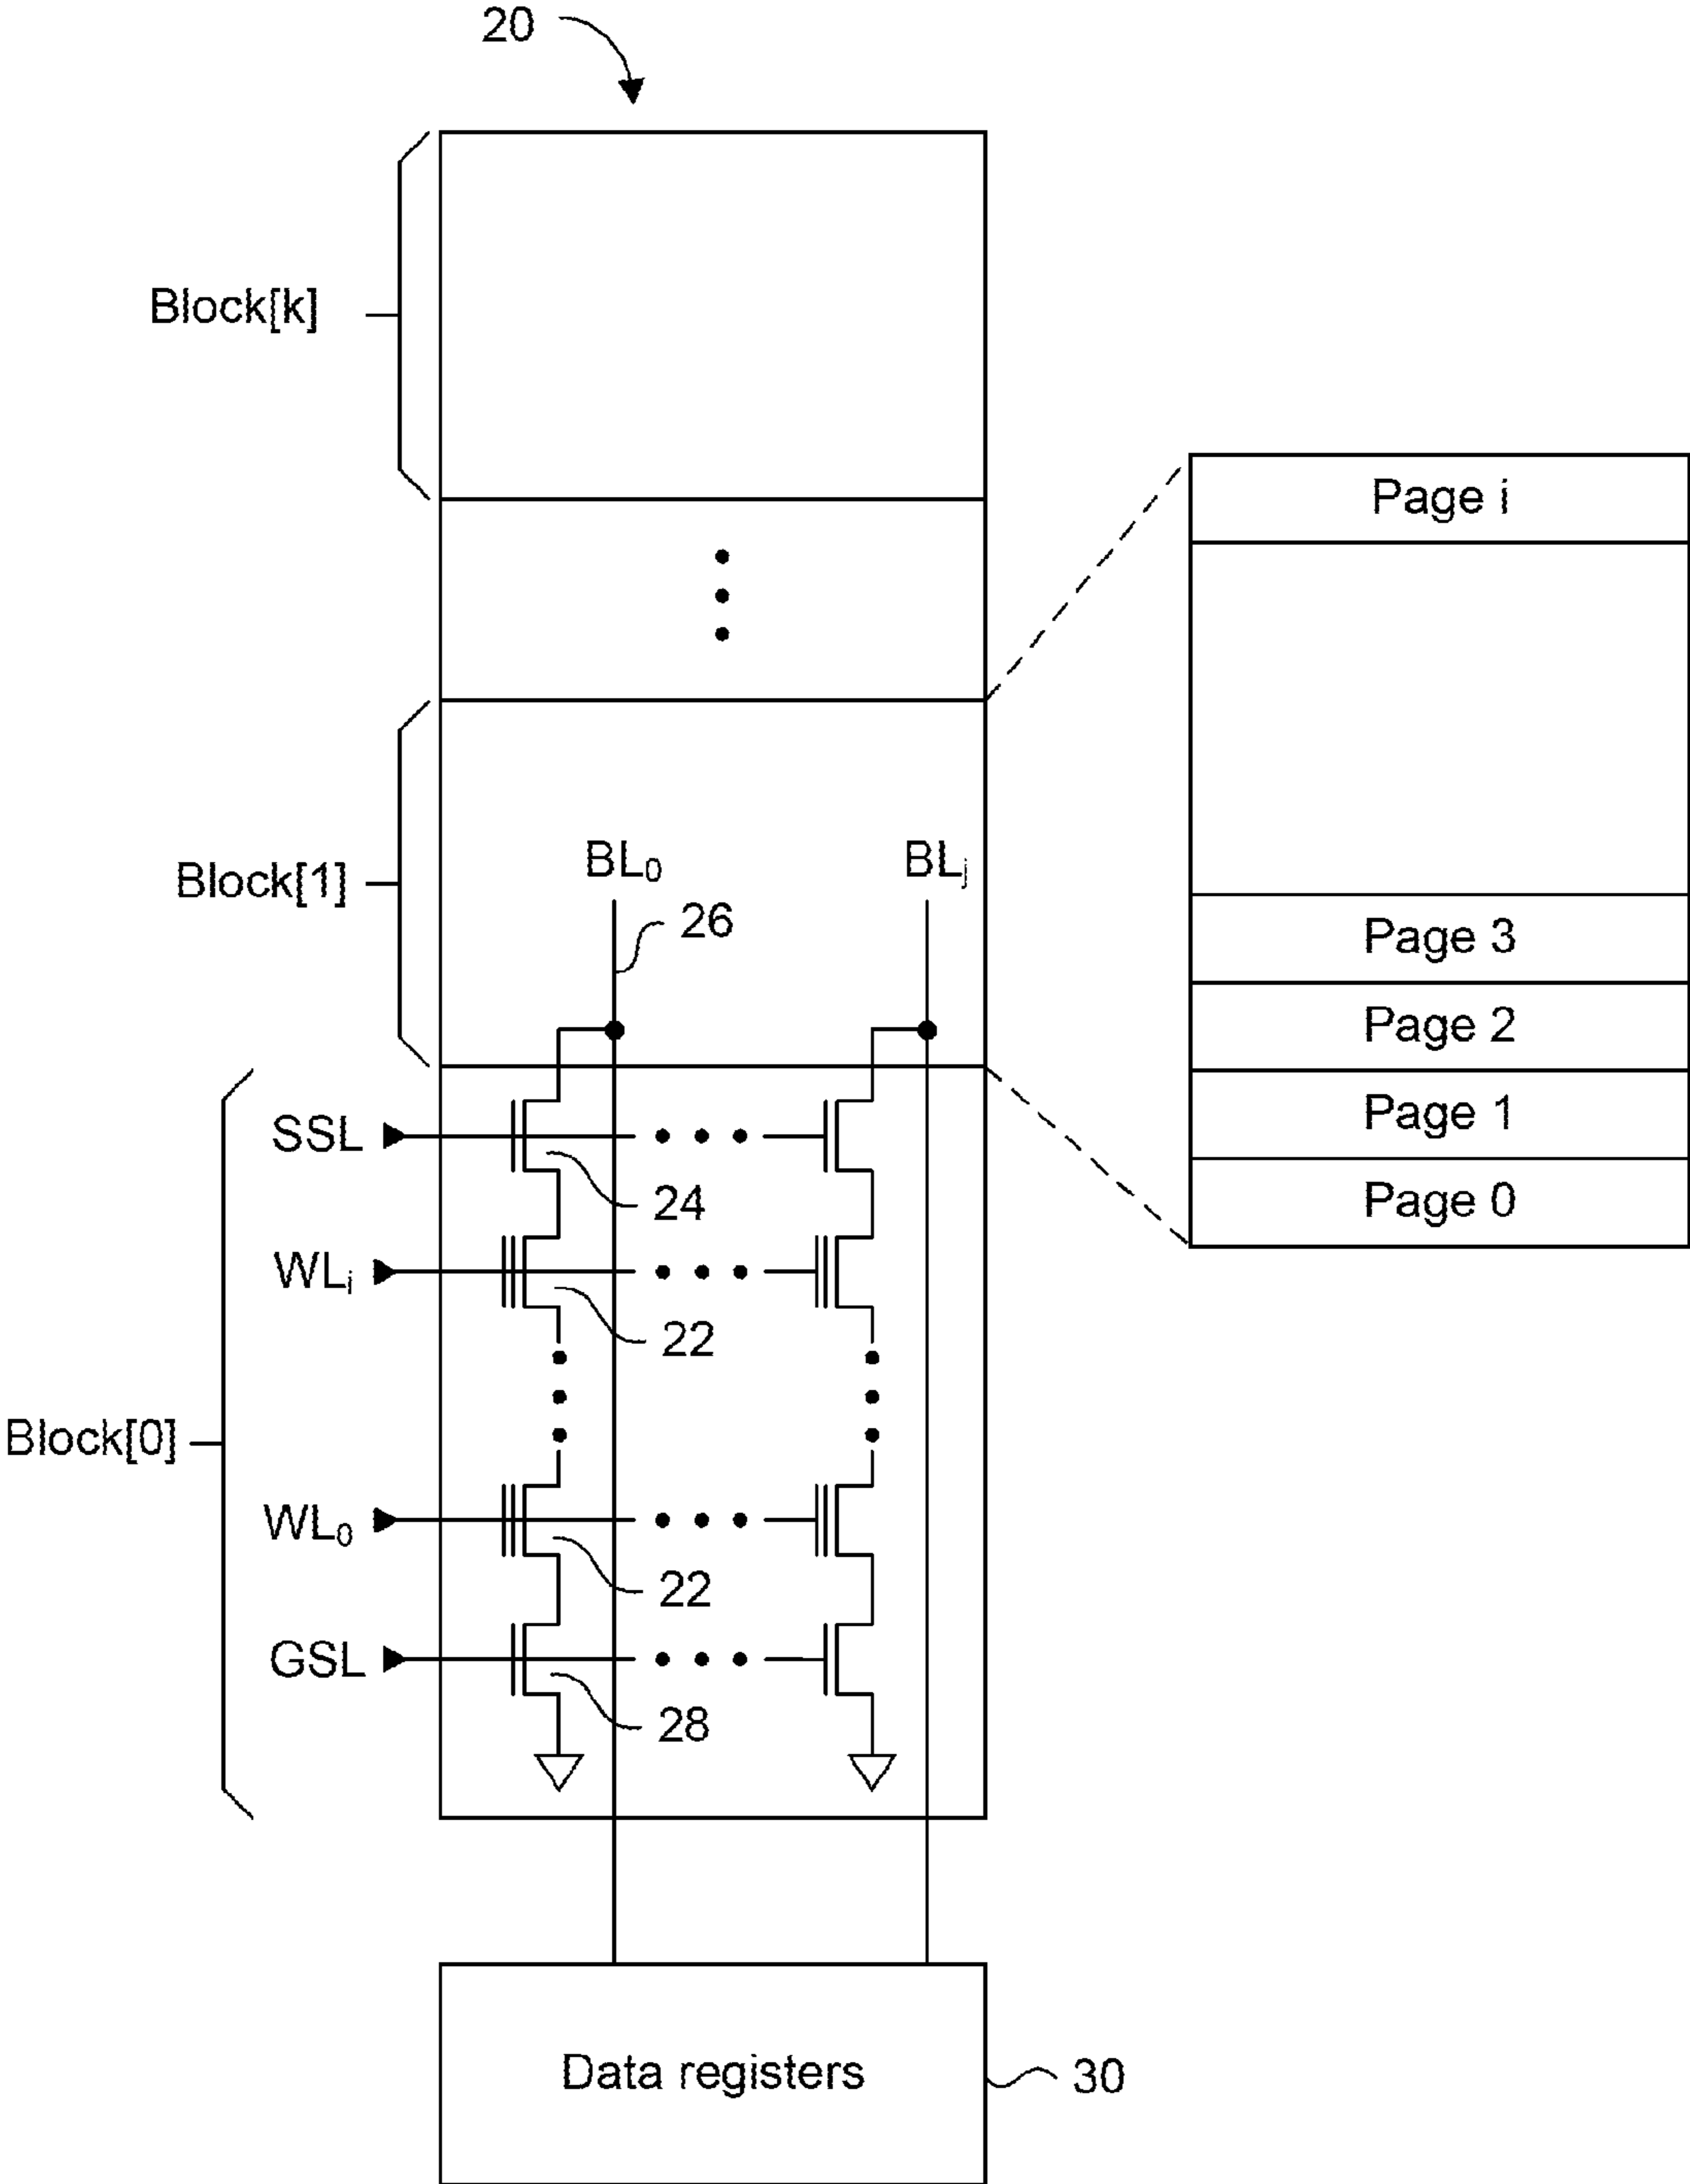 20
Block[k]
Page i
Block[1]
BL0
BLj
26
Page 3
Page 2
Page 1
Page 0
SSL
24
WLi
22
Block[0]
WL0
22
GSL
28
Data registers
30